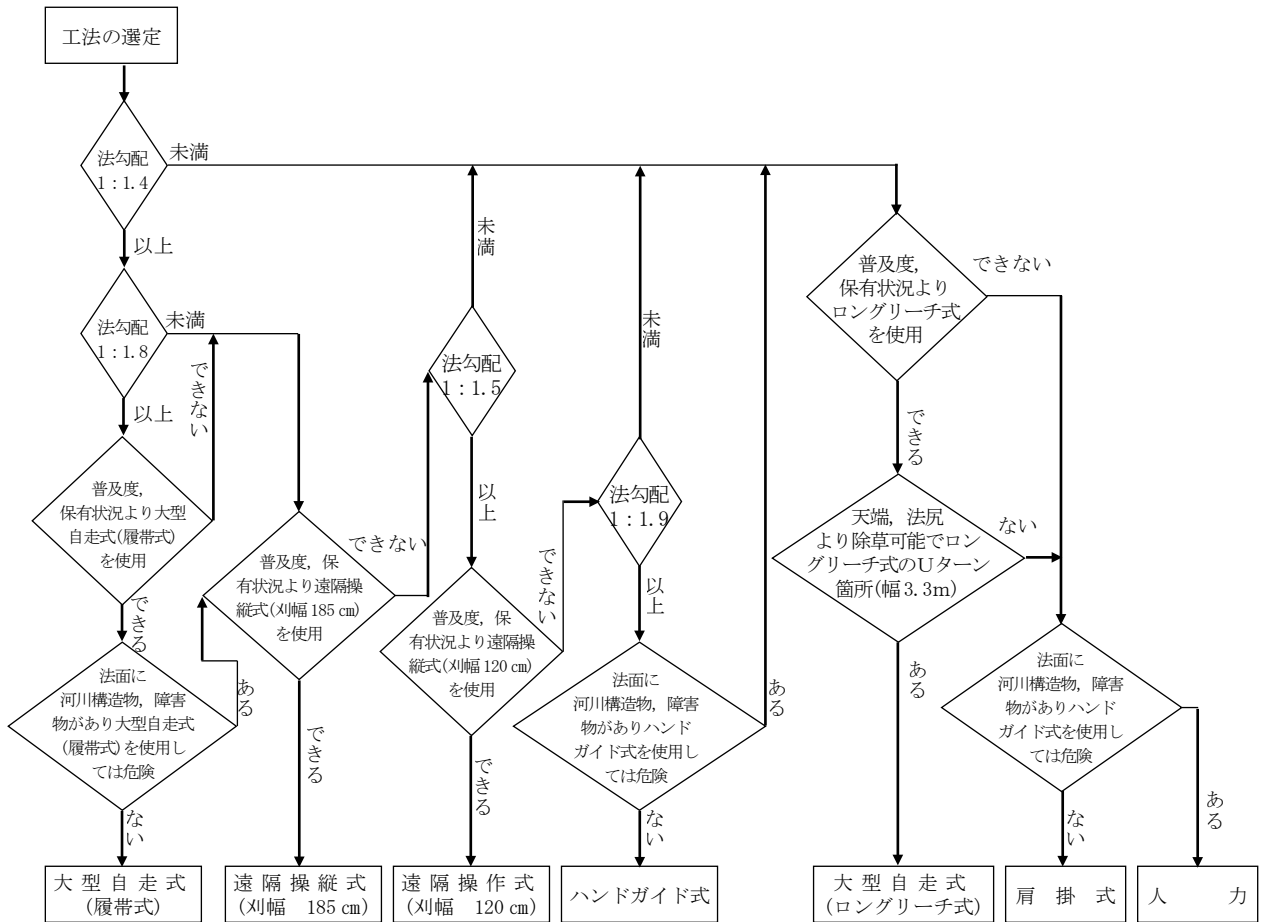 工法の選定
法勾配
1：1.4
未満
以上
法勾配
1：1.8
未満
以上
できない
普及度，
保有状況より大型
自走式(履帯式)
を使用
できる
法面に
河川構造物，障害
物があり大型自走式
(履帯式)を使用し
ては危険
ある
ない
大型自走式
(履帯式)
普及度，保
有状況より遠隔操
縦式(刈幅185㎝)
を使用
できない
できる
遠隔操縦式
(刈幅　185㎝)
未満
法勾配
1：1.5
以上
普及度，保
有状況より遠隔操
縦式(刈幅120㎝)
を使用
できない
できる
遠隔操作式
(刈幅　120㎝)
未満
法勾配
1：1.9
以上
法面に
河川構造物，障害
物がありハンド
ガイド式を使用し
ては危険
ある
ない
ハンドガイド式
普及度，
保有状況より
ロングリーチ式
を使用
できない
できる
天端，法尻
より除草可能でロン
グリーチ式のＵターン
箇所(幅3.3ｍ)
ない
ある
大型自走式
(ロングリーチ式)
法面に
河川構造物，障害
物がありハンド
ガイド式を使用し
ては危険
ない
ある
肩掛式
人　　力